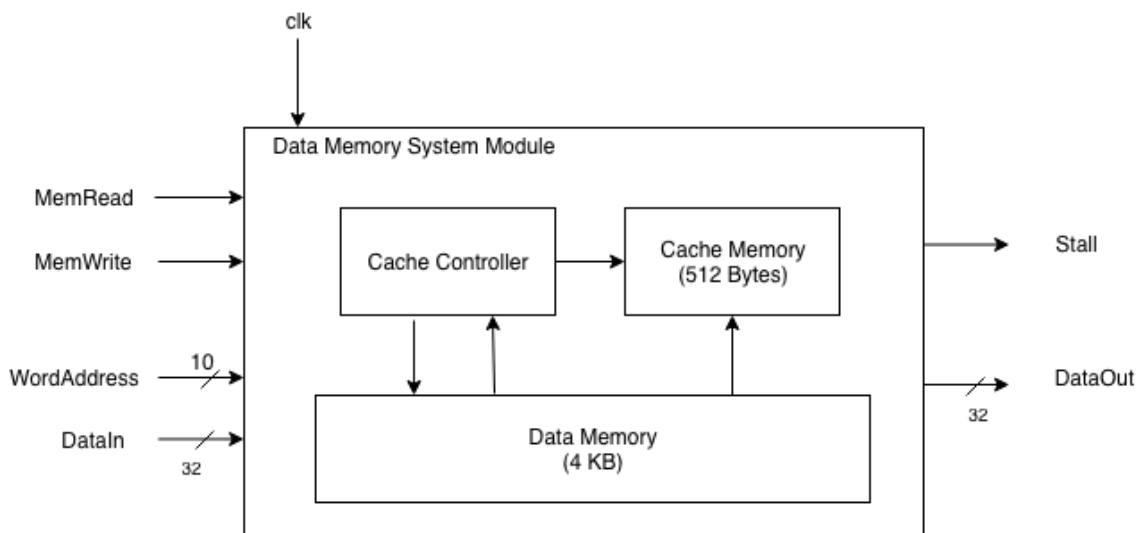 clk
Data Memory System Module
MemRead
MemWrite
Cache Controller
Cache Memory
(512 Bytes)
Stall
10
WordAddress
DataIn
32
Data Memory
(4 KB)
DataOut
32